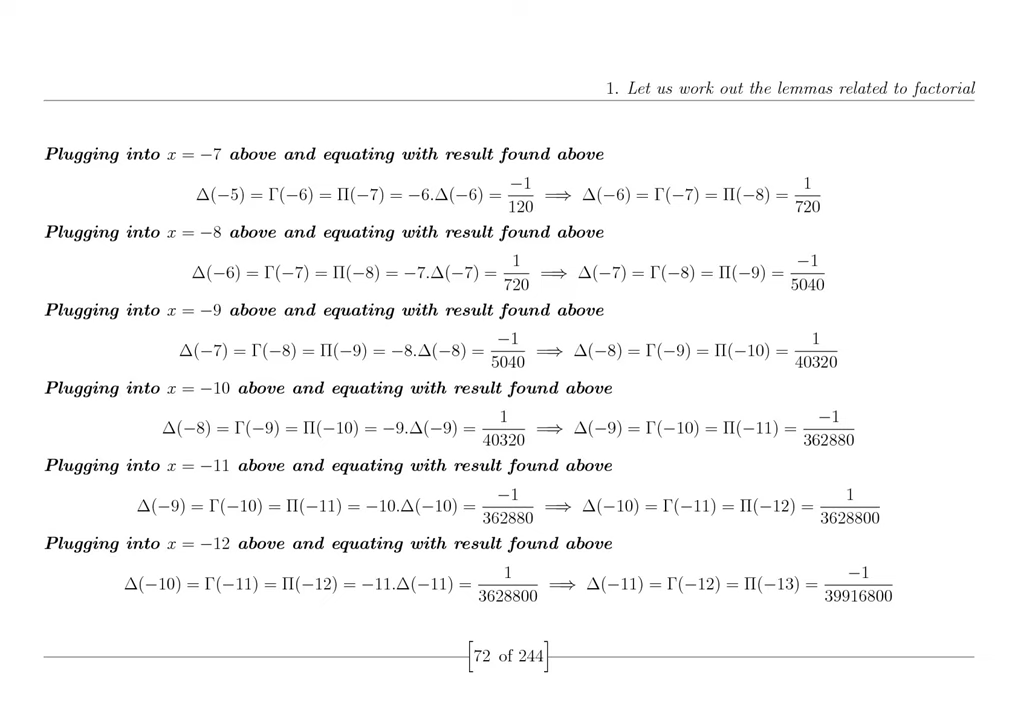 1. Let us work out the lemmas related to factorial
Plugging into x = −7 above and equating with result found above
Δ(−5) = Γ(−6) = Π(−7) = −6.Δ(−6) = −1/120 ⟹ Δ(−6) = Γ(−7) = Π(−8) = 1/720
Plugging into x = −8 above and equating with result found above
Δ(−6) = Γ(−7) = Π(−8) = −7.Δ(−7) = 1/720 ⟹ Δ(−7) = Γ(−8) = Π(−9) = −1/5040
Plugging into x = −9 above and equating with result found above
Δ(−7) = Γ(−8) = Π(−9) = −8.Δ(−8) = −1/5040 ⟹ Δ(−8) = Γ(−9) = Π(−10) = 1/40320
Plugging into x = −10 above and equating with result found above
Δ(−8) = Γ(−9) = Π(−10) = −9.Δ(−9) = 1/40320 ⟹ Δ(−9) = Γ(−10) = Π(−11) = −1/362880
Plugging into x = −11 above and equating with result found above
Δ(−9) = Γ(−10) = Π(−11) = −10.Δ(−10) = −1/362880 ⟹ Δ(−10) = Γ(−11) = Π(−12) = 1/3628800
Plugging into x = −12 above and equating with result found above
Δ(−10) = Γ(−11) = Π(−12) = −11.Δ(−11) = 1/3628800 ⟹ Δ(−11) = Γ(−12) = Π(−13) = −1/39916800
[72 of 244]